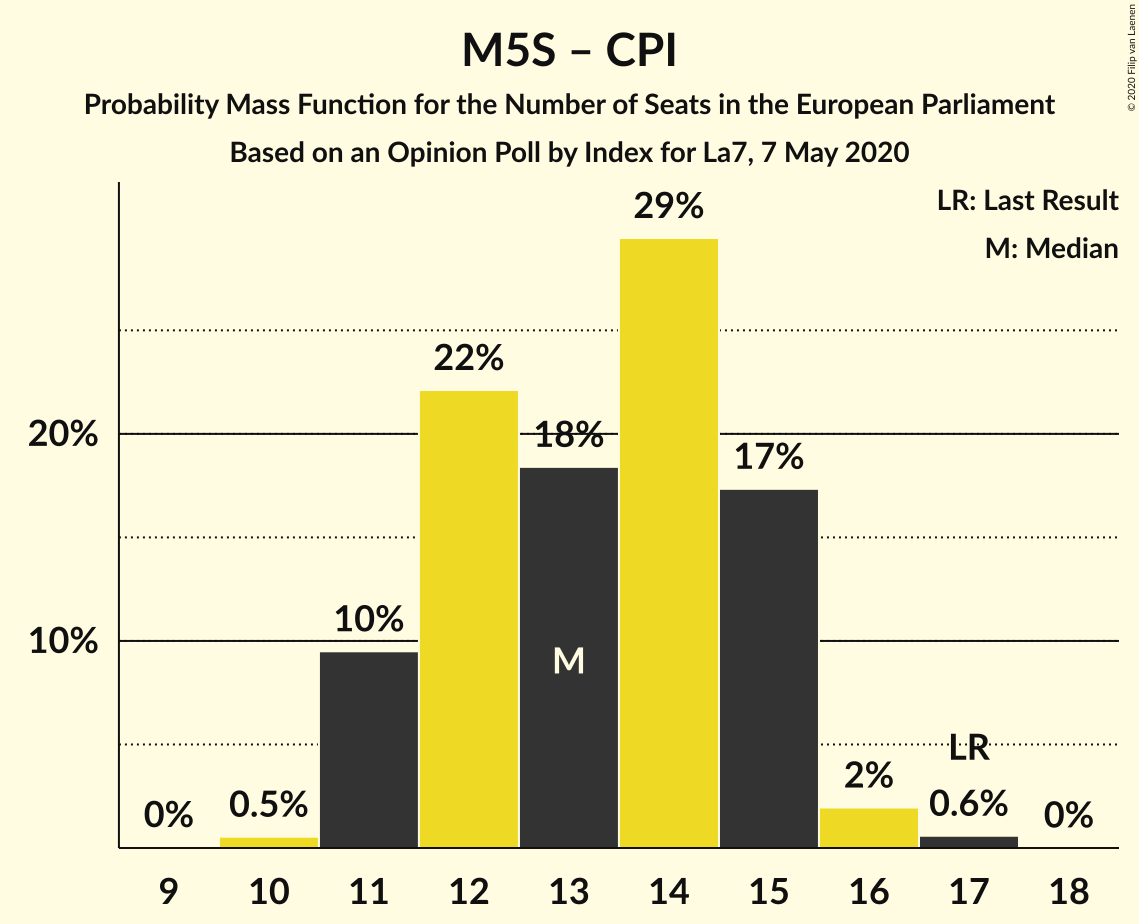 M5S – CPI
Probability Mass Function for the Number of Seats in the European Parliament
Based on an Opinion Poll by Index for La7, 7 May 2020
© 2020 Filip van Laenen
LR: Last Result
M: Median
29%
22%
20%
18%
17%
10%
10%
M
LR
2%
0%
0.5%
0.6%
0%
9 10 11 12 13 14 15 16 17 18